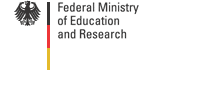 Federal Ministry
of Education
and Research